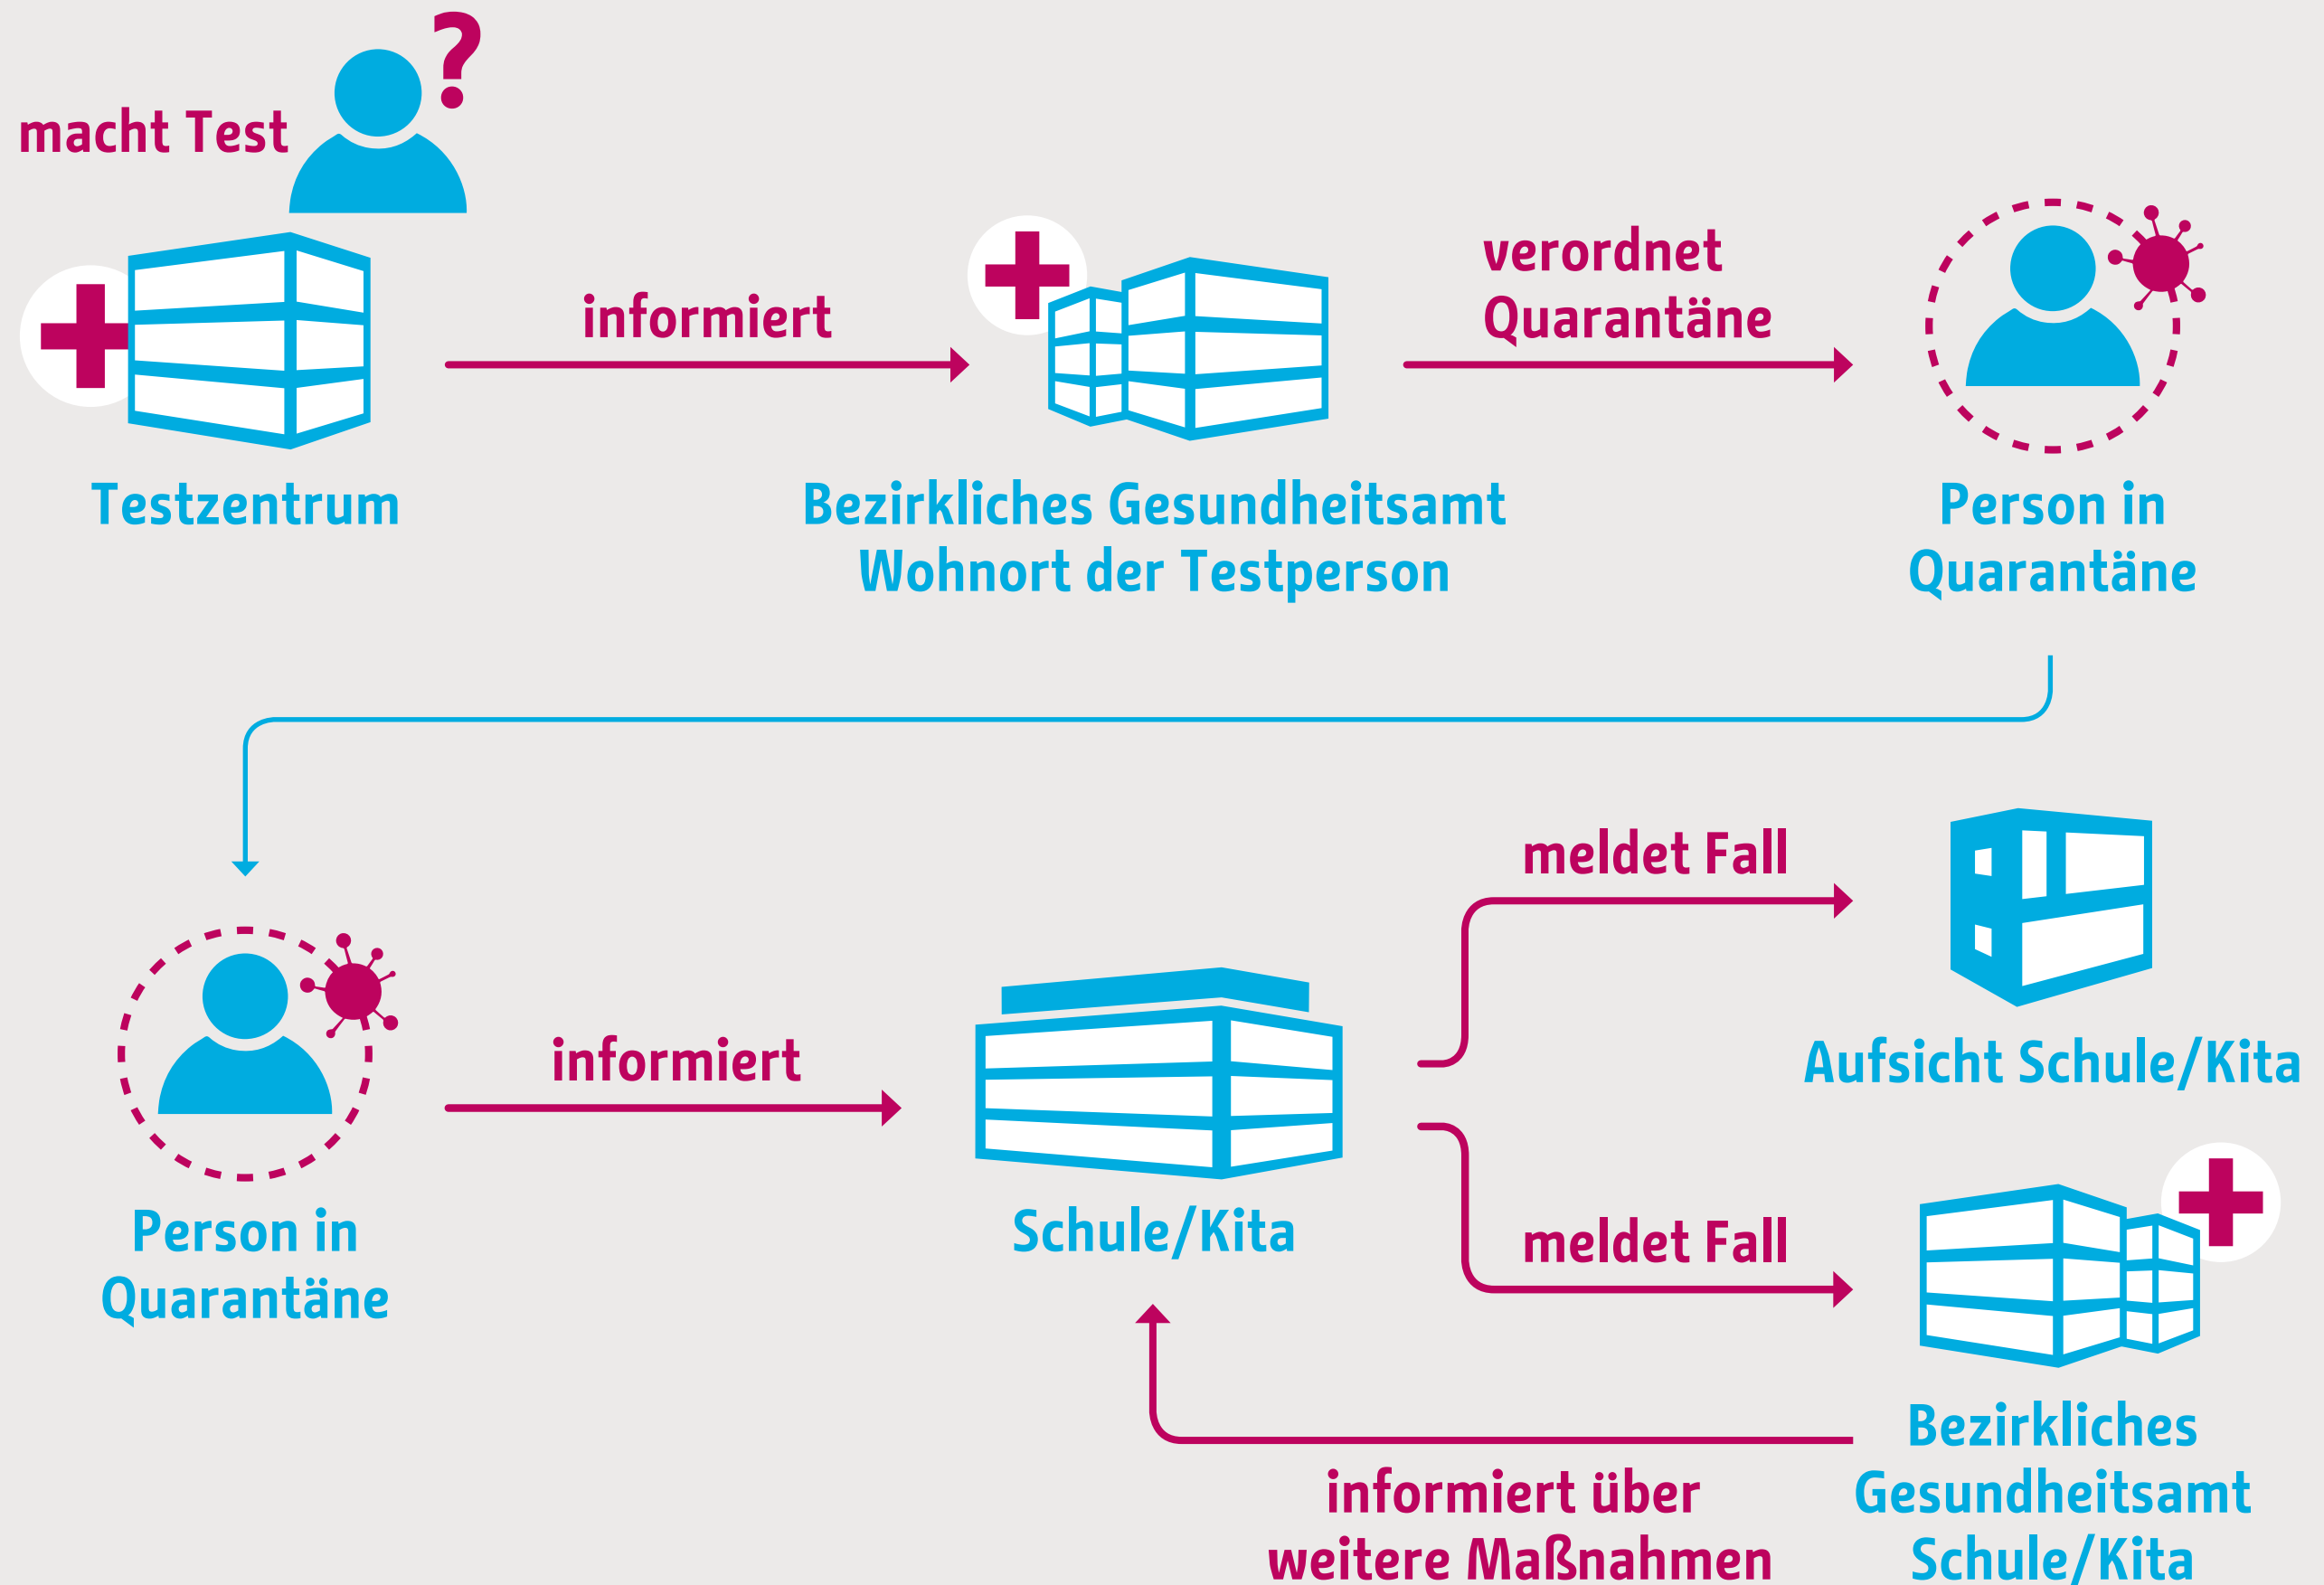 macht Test
?
informiert
verordnet
Quarantäne
Testzentrum
Bezirkliches Gesundheitsamt
Wohnort der Testperson
Person in
Quarantäne
meldet Fall
informiert
Aufsicht Schule/Kita
Person in
Quarantäne
Schule/Kita
meldet Fall
Bezirkliches
Gesundheitsamt
Schule/Kita
informiert über
weitere Maßnahmen